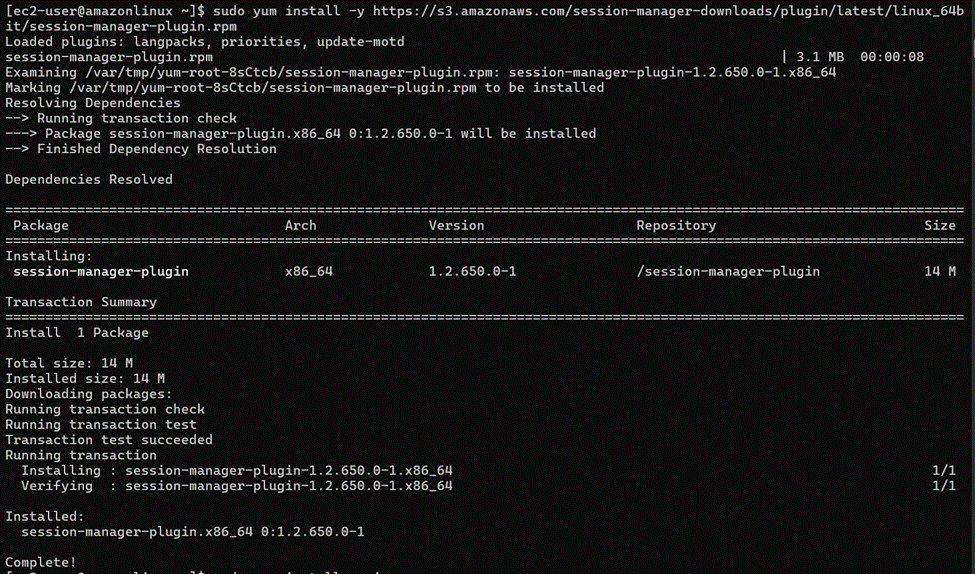 [ec2-user@amazonlinux ~]$ sudo yum install -y https://s3.amazonaws.com/session-manager-downloads/plugin/latest/linux_64b
it/session-manager-plugin.rpm
Loaded plugins: langpacks, priorities, update-motd
session-manager-plugin.rpm | 3.1 MB 00:00:08
Examining /var/tmp/yum-root-8sCtcb/session-manager-plugin.rpm: session-manager-plugin-1.2.650.0-1.x86_64
Marking /var/tmp/yum-root-8sCtcb/session-manager-plugin.rpm to be installed
Resolving Dependencies
--> Running transaction check
---> Package session-manager-plugin.x86_64 0:1.2.650.0-1 will be installed
--> Finished Dependency Resolution
Dependencies Resolved
================================================================================
Package Arch Version Repository Size
================================================================================
Installing:
session-manager-plugin x86_64 1.2.650.0-1 /session-manager-plugin 14 M
Transaction Summary
================================================================================
Install 1 Package
Total size: 14 M
Installed size: 14 M
Downloading packages:
Running transaction check
Running transaction test
Transaction test succeeded
Running transaction
Installing : session-manager-plugin-1.2.650.0-1.x86_64 1/1
Verifying : session-manager-plugin-1.2.650.0-1.x86_64 1/1
Installed:
session-manager-plugin.x86_64 0:1.2.650.0-1
Complete!